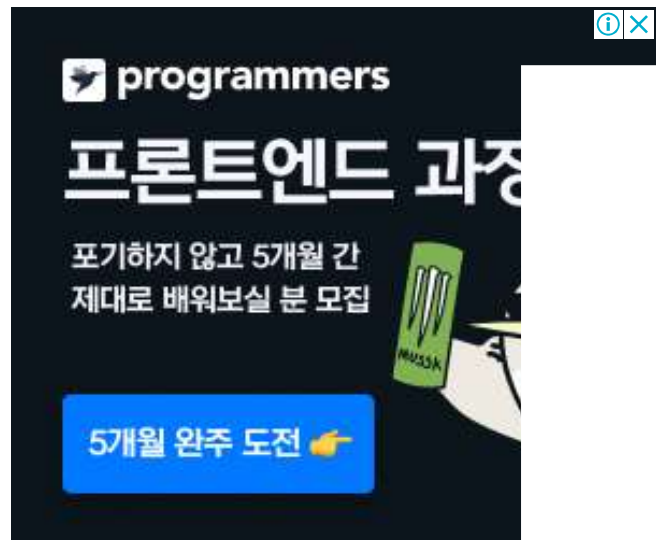 programmers
프론트엔드 과정
포기하지 않고 5개월 간
제대로 배워보실 분 모집
MUSSK
5개월 완주 도전 👉